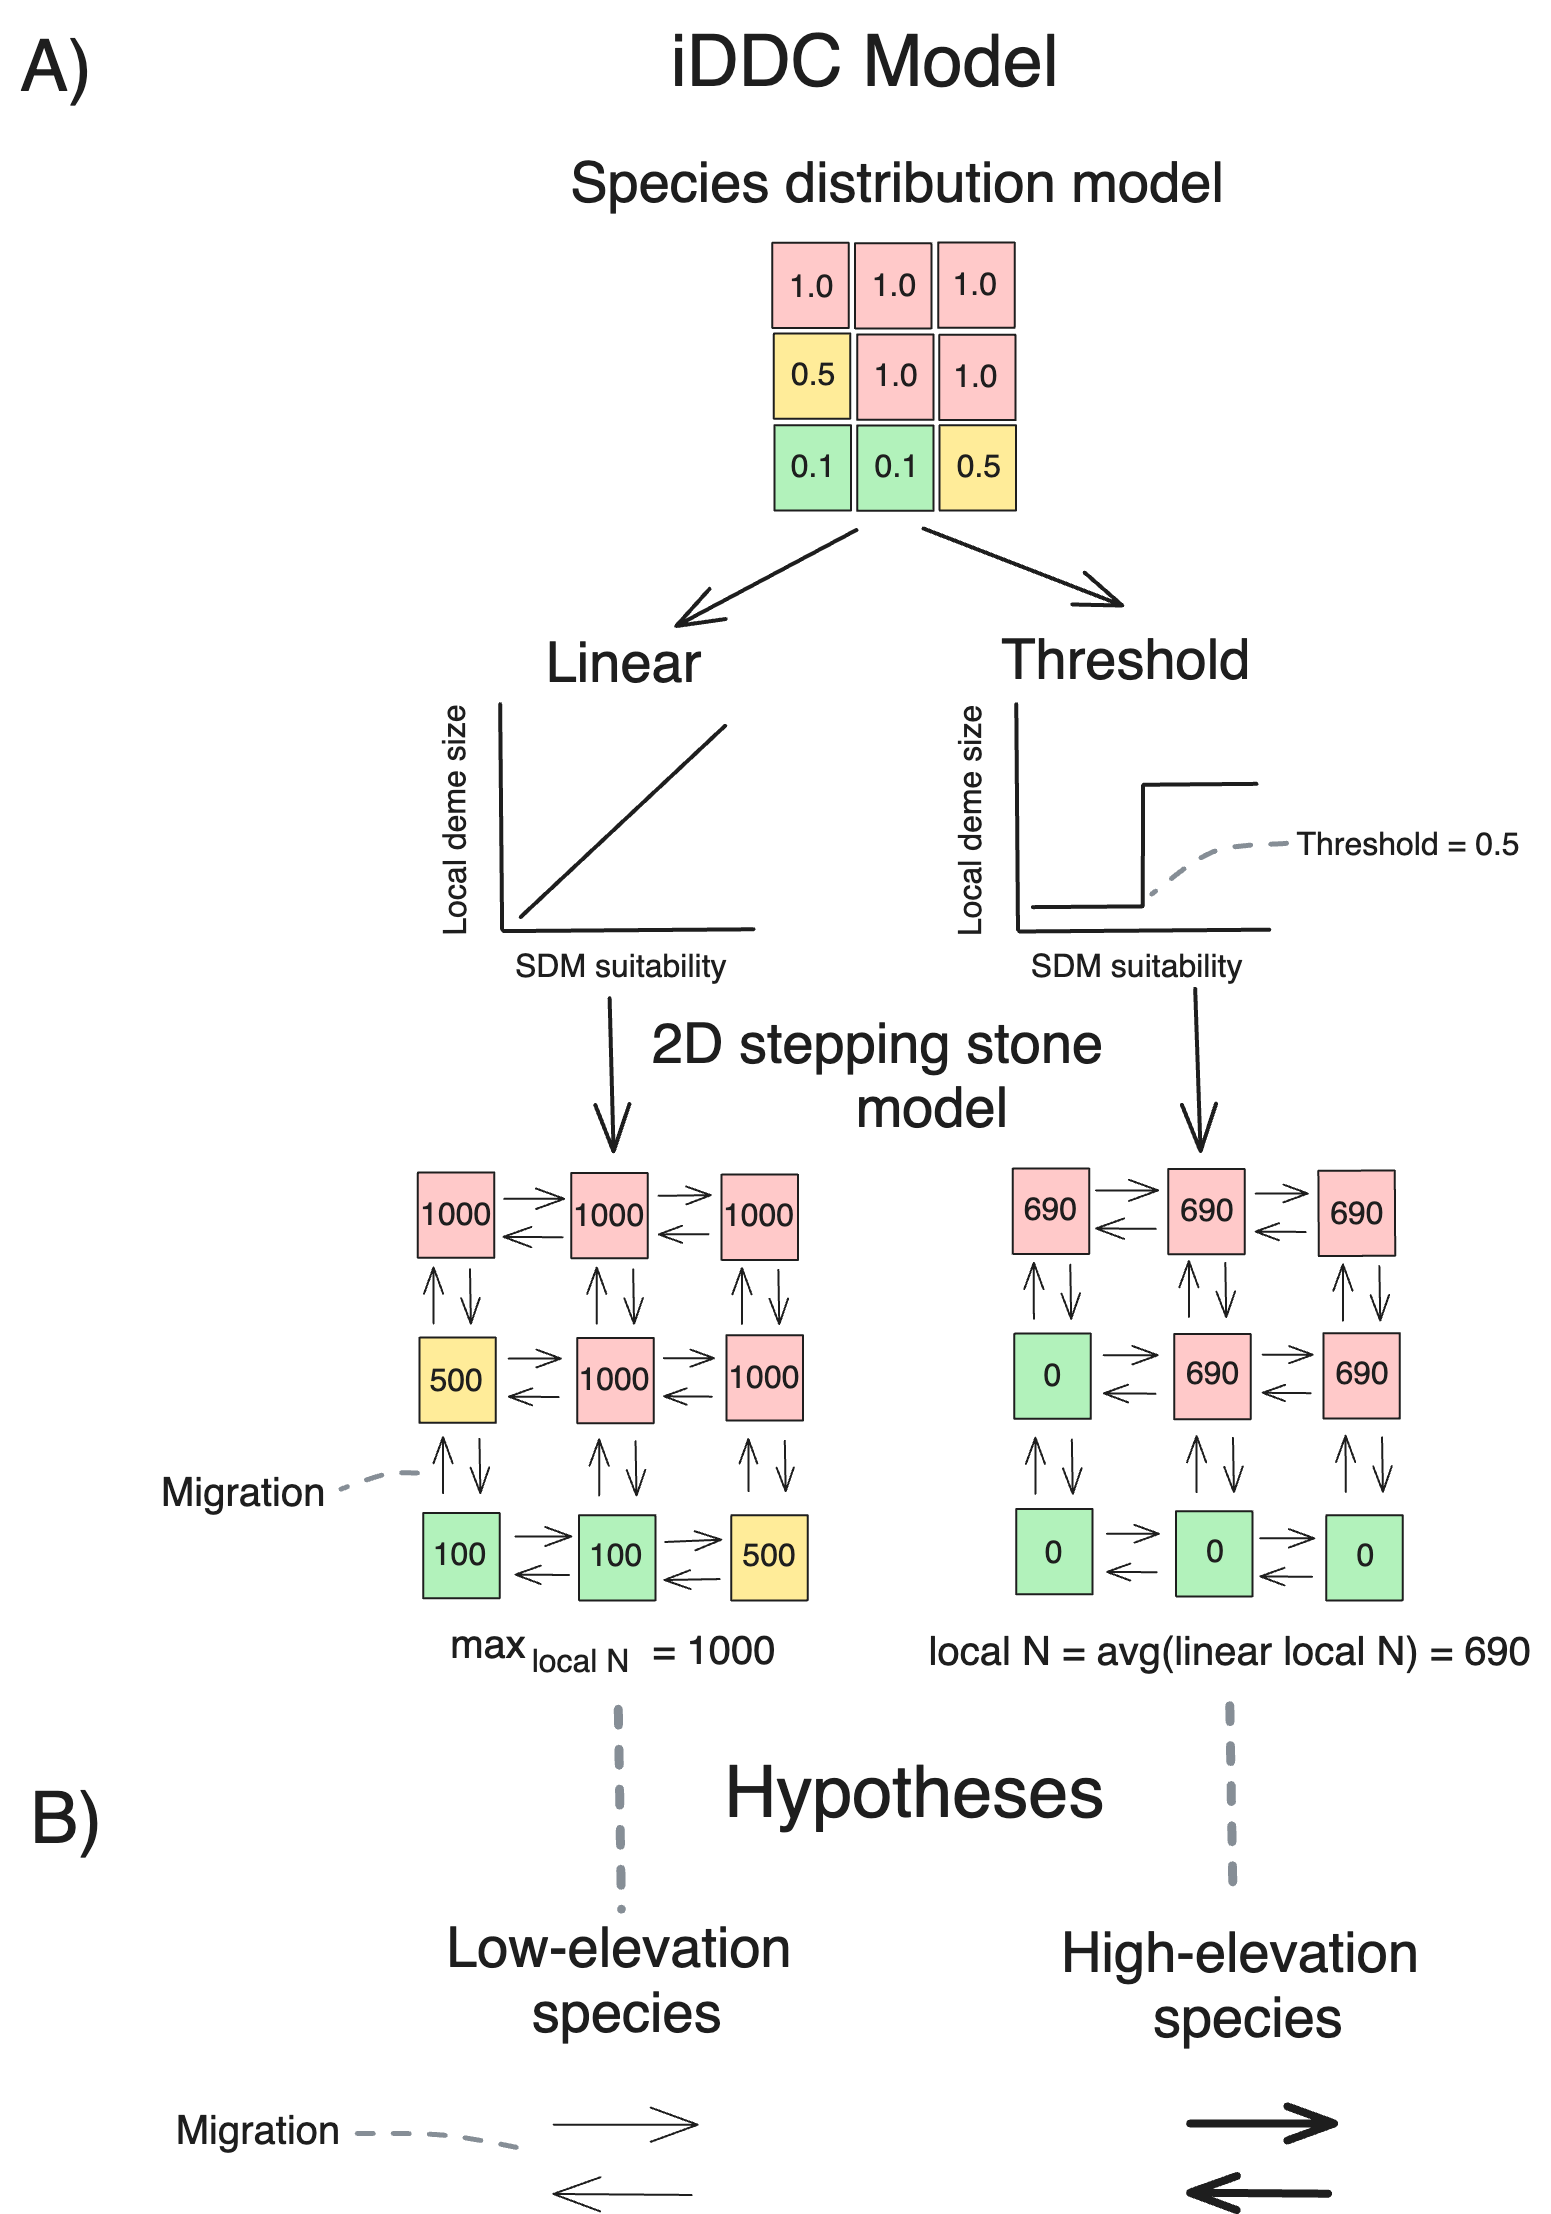 A)
iDDC Model
Species distribution model
1.0 1.0 1.0
0.5 1.0 1.0
0.1 0.1 0.5
Linear
Threshold
Local deme size
SDM suitability
Local deme size
Threshold = 0.5
SDM suitability
2D stepping stone
model
1000 1000 1000
500 1000 1000
100 100 500
Migration
max local N = 1000
690 690 690
0 690 690
0 0 0
local N = avg(linear local N) = 690
B)
Hypotheses
Low-elevation
species
High-elevation
species
Migration